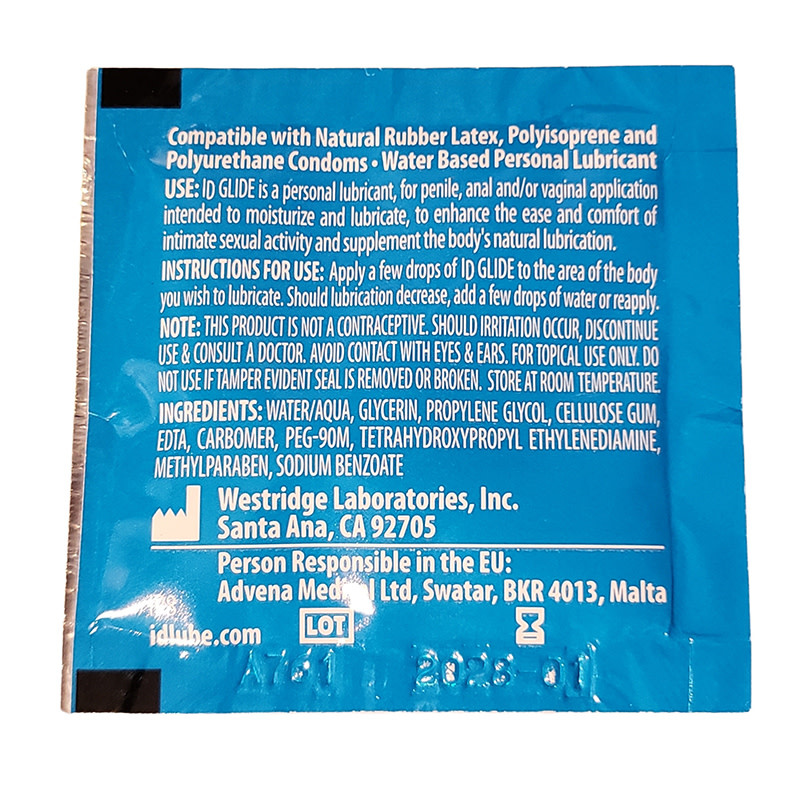 Compatible with Natural Rubber Latex, Polyisoprene and
Polyurethane Condoms • Water Based Personal Lubricant
USE: ID GLIDE is a personal lubricant, for penile, anal and/or vaginal application
intended to moisturize and lubricate, to enhance the ease and comfort of
intimate sexual activity and supplement the body's natural lubrication.
INSTRUCTIONS FOR USE: Apply a few drops of ID GLIDE to the area of the body
you wish to lubricate. Should lubrication decrease, add a few drops of water or reapply.
NOTE: THIS PRODUCT IS NOT A CONTRACEPTIVE. SHOULD IRRITATION OCCUR, DISCONTINUE
USE & CONSULT A DOCTOR. AVOID CONTACT WITH EYES & EARS. FOR TOPICAL USE ONLY. DO
NOT USE IF TAMPER EVIDENT SEAL IS REMOVED OR BROKEN. STORE AT ROOM TEMPERATURE.
INGREDIENTS: WATER/AQUA, GLYCERIN, PROPYLENE GLYCOL, CELLULOSE GUM,
EDTA, CARBOMER, PEG-90M, TETRAHYDROXYPROPYL ETHYLENEDIAMINE,
METHYLPARABEN, SODIUM BENZOATE
Westridge Laboratories, Inc.
Santa Ana, CA 92705
Person Responsible in the EU:
Advena Medical Ltd, Swatar, BKR 4013, Malta
idlube.com
LOT